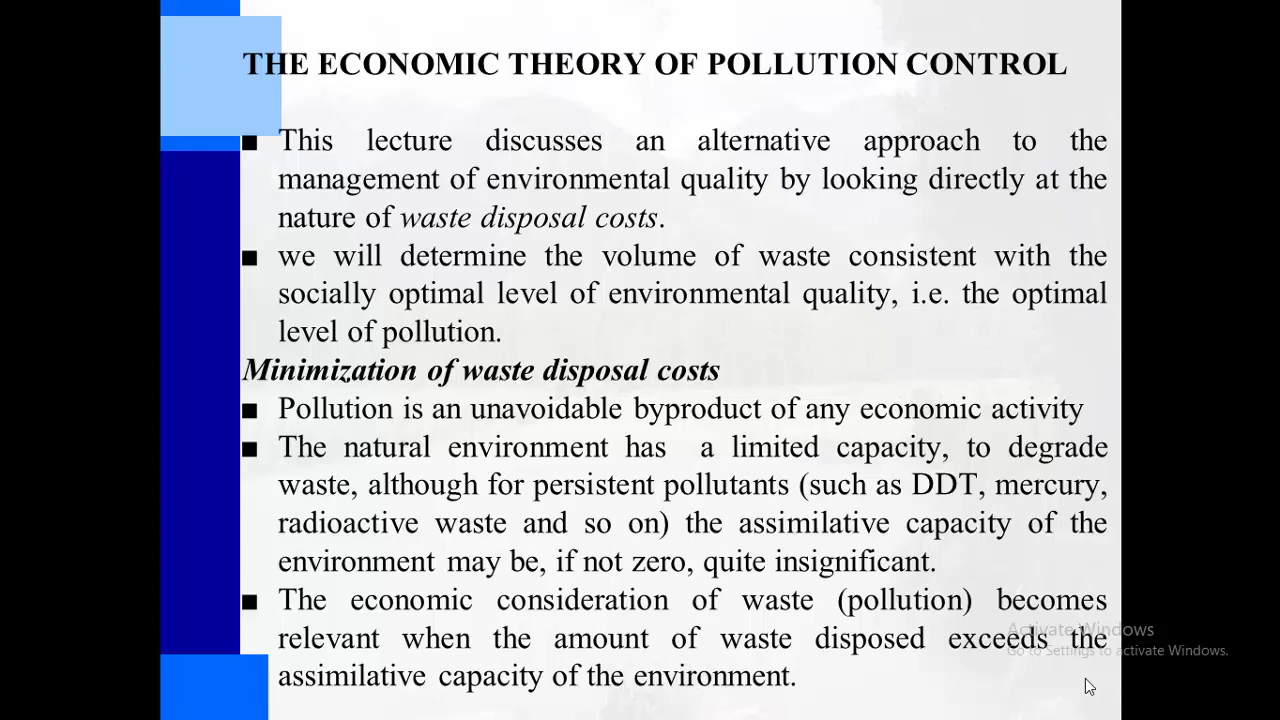 THE ECONOMIC THEORY OF POLLUTION CONTROL
■ This lecture discusses an alternative approach to the
management of environmental quality by looking directly at the
nature of waste disposal costs.
■ we will determine the volume of waste consistent with the
socially optimal level of environmental quality, i.e. the optimal
level of pollution.
Minimization of waste disposal costs
■ Pollution is an unavoidable byproduct of any economic activity
■ The natural environment has a limited capacity, to degrade
waste, although for persistent pollutants (such as DDT, mercury,
radioactive waste and so on) the assimilative capacity of the
environment may be, if not zero, quite insignificant.
■ The economic consideration of waste (pollution) becomes
relevant when the amount of waste disposed exceeds the
assimilative capacity of the environment.
Activate Windows
Go to Settings to activate Windows.